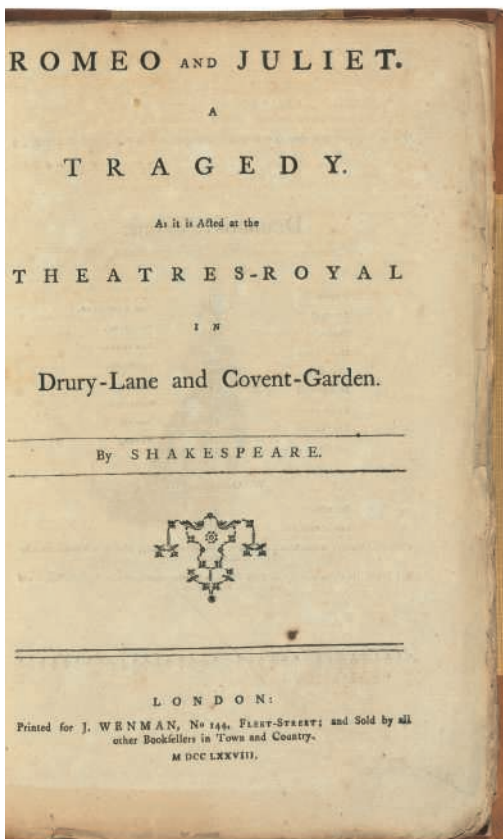 ROMEO AND JULIET.
A
TRAGEDY.
As it is Acted at the
THEATRES-ROYAL
IN
Drury-Lane and Covent-Garden.
By SHAKESPEARE.
LONDON:
Printed for J. WENMAN, No 144, FLEET-STREET; and Sold by all
other Bookſellers in Town and Country.
M DCC LXXVIII.